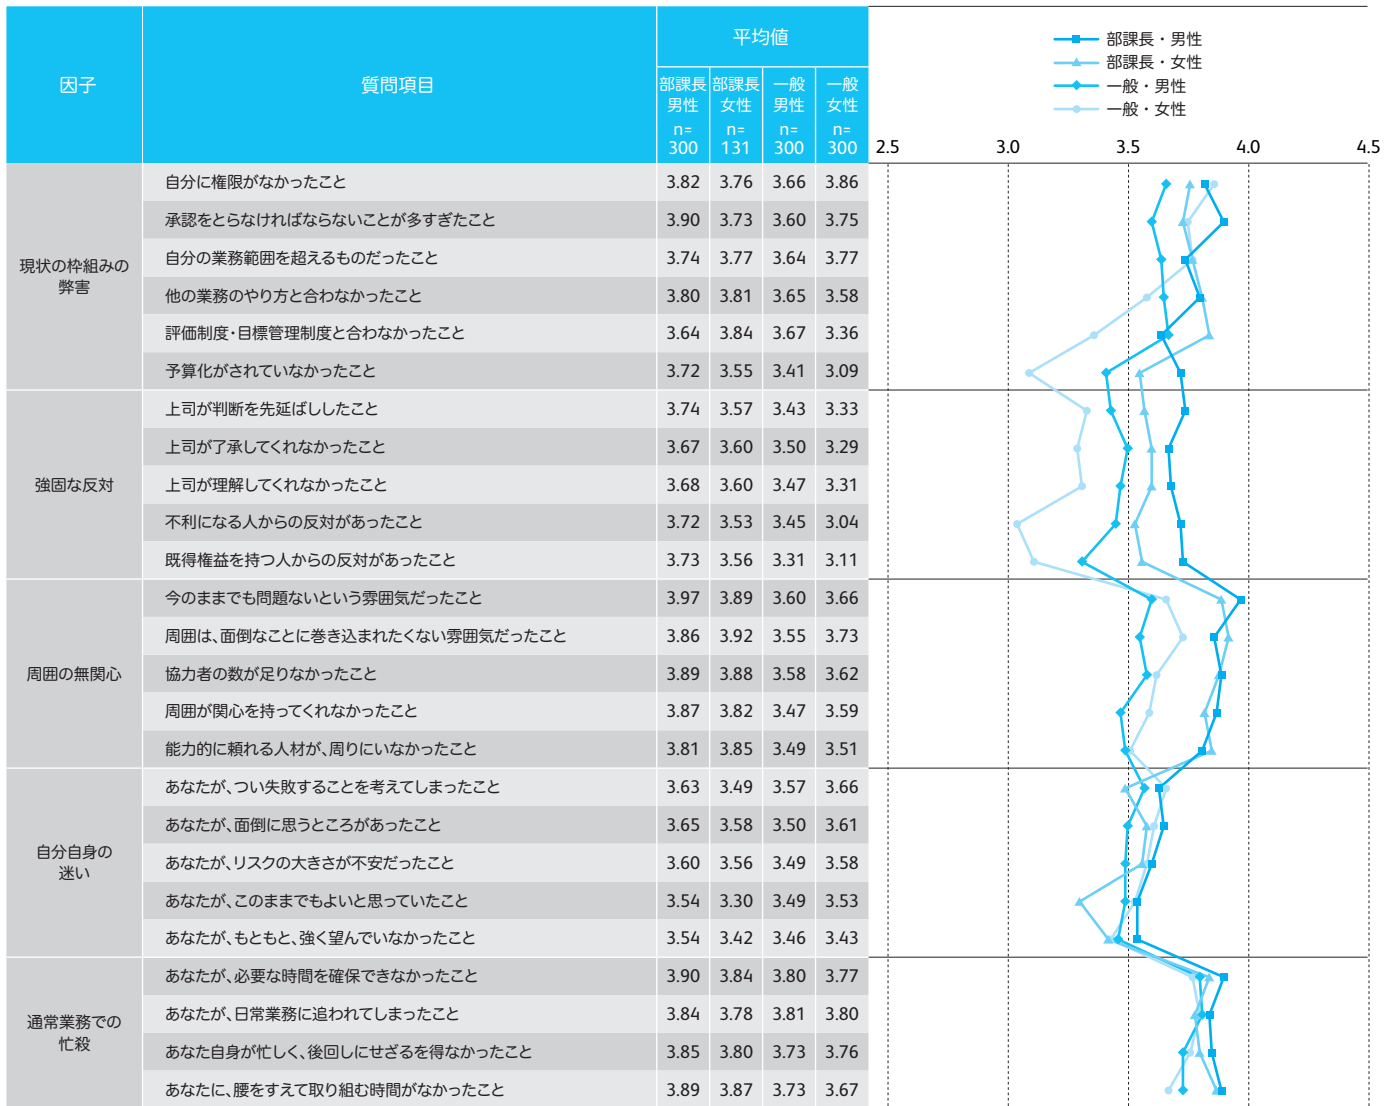 因子 質問項目 平均値
部課長男性 n=300 部課長女性 n=131 一般男性 n=300 一般女性 n=300
部課長・男性
部課長・女性
一般・男性
一般・女性
2.5 3.0 3.5 4.0 4.5
現状の枠組みの弊害
自分に権限がなかったこと 3.82 3.76 3.66 3.86
承認をとらなければならないことが多すぎたこと 3.90 3.73 3.60 3.75
自分の業務範囲を超えるものだったこと 3.74 3.77 3.64 3.77
他の業務のやり方と合わなかったこと 3.80 3.81 3.65 3.58
評価制度・目標管理制度と合わなかったこと 3.64 3.84 3.67 3.36
予算化がされていなかったこと 3.72 3.55 3.41 3.09
強固な反対
上司が判断を先延ばししたこと 3.74 3.57 3.43 3.33
上司が了承してくれなかったこと 3.67 3.60 3.50 3.29
上司が理解してくれなかったこと 3.68 3.60 3.47 3.31
不利になる人からの反対があったこと 3.72 3.53 3.45 3.04
既得権益を持つ人からの反対があったこと 3.73 3.56 3.31 3.11
周囲の無関心
今のままでも問題ないという雰囲気だったこと 3.97 3.89 3.60 3.66
周囲は、面倒なことに巻き込まれたくない雰囲気だったこと 3.86 3.92 3.55 3.73
協力者の数が足りなかったこと 3.89 3.88 3.58 3.62
周囲が関心を持ってくれなかったこと 3.87 3.82 3.47 3.59
能力的に頼れる人材が、周りにいなかったこと 3.81 3.85 3.49 3.51
自分自身の迷い
あなたが、つい失敗することを考えてしまったこと 3.63 3.49 3.57 3.66
あなたが、面倒に思うところがあったこと 3.65 3.58 3.50 3.61
あなたが、リスクの大きさが不安だったこと 3.60 3.56 3.49 3.58
あなたが、このままでもよいと思っていたこと 3.54 3.30 3.49 3.53
あなたが、もともと、強く望んでいなかったこと 3.54 3.42 3.46 3.43
通常業務での忙殺
あなたが、必要な時間を確保できなかったこと 3.90 3.84 3.80 3.77
あなたが、日常業務に追われてしまったこと 3.84 3.78 3.81 3.80
あなた自身が忙しく、後回しにせざるを得なかったこと 3.85 3.80 3.73 3.76
あなたに、腰をすえて取り組む時間がなかったこと 3.89 3.87 3.73 3.67